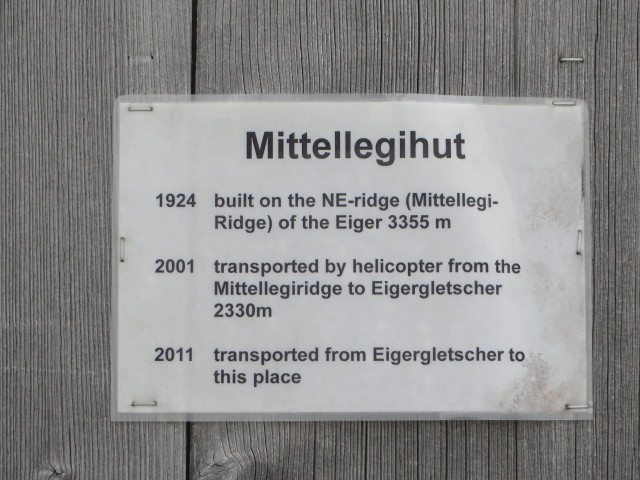 Mittellegihut
1924 built on the NE-ridge (Mittellegi-
Ridge) of the Eiger 3355 m
2001 transported by helicopter from the
Mittellegiridge to Eigergletscher
2330m
2011 transported from Eigergletscher to
this place